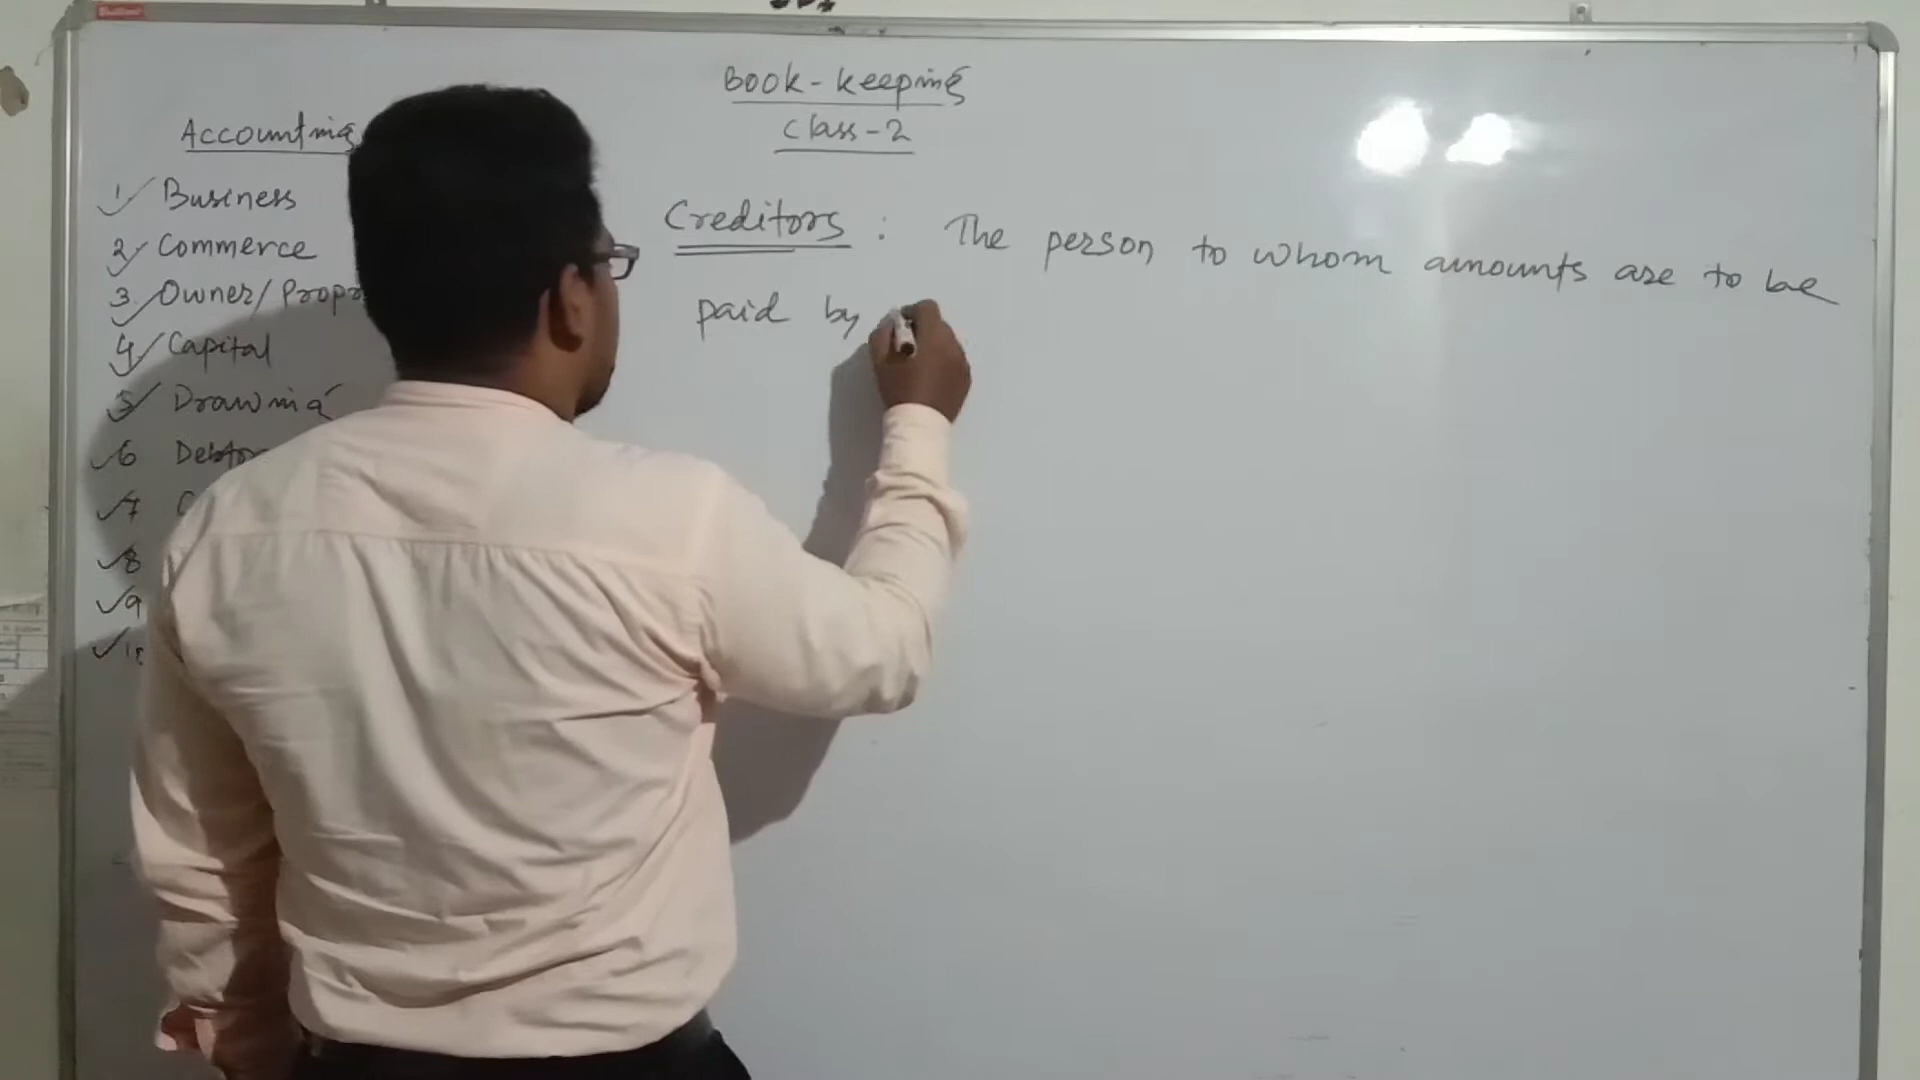 Book-keeping
Class-2
Accounting
1 Business
2 Commerce
3. Owner/
4 Capital
5 Drawing
6
7
8
9
10
Creditors : The person to whom amounts are to be
paid by